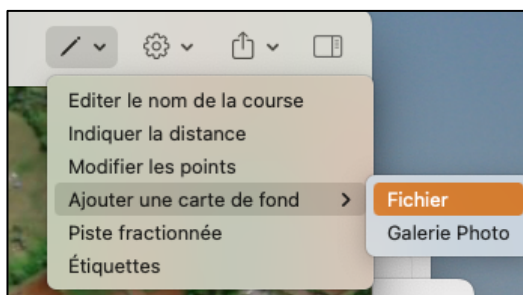 Editer le nom de la course
Indiquer la distance
Modifier les points
Ajouter une carte de fond
Fichier
Piste fractionnée
Galerie Photo
Étiquettes